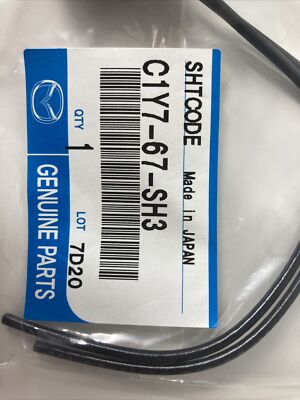 SHTCODE Made in JAPAN
C1Y7-67-SH3
QTY 1 LOT 7D20
GENUINE PARTS